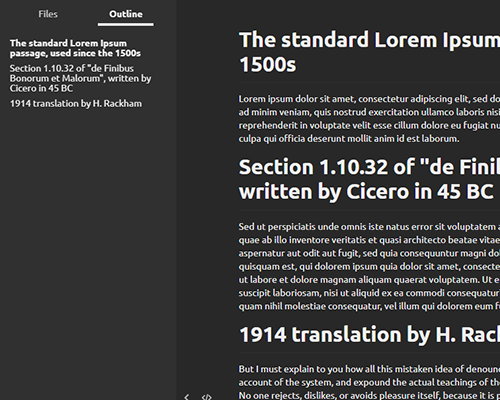 Files Outline
The standard Lorem Ipsum
passage, used since the 1500s
Section 1.10.32 of "de Finibus
Bonorum et Malorum", written by
Cicero in 45 BC
1914 translation by H. Rackham
The standard Lorem Ipsum
1500s
Lorem ipsum dolor sit amet, consectetur adipiscing elit, sed do
ad minim veniam, quis nostrud exercitation ullamco laboris nisi
reprehenderit in voluptate velit esse cillum dolore eu fugiat nu
culpa qui officia deserunt mollit anim id est laborum.
Section 1.10.32 of "de Fini
written by Cicero in 45 BC
Sed ut perspiciatis unde omnis iste natus error sit voluptatem a
quae ab illo inventore veritatis et quasi architecto beatae vitae
aspernatur aut odit aut fugit, sed quia consequuntur magni do
quisquam est, qui dolorem ipsum quia dolor sit amet, consecte
ut labore et dolore magnam aliquam quaerat voluptatem. Ut e
suscipit laboriosam, nisi ut aliquid ex ea commodi consequatur
quam nihil molestiae consequatur, vel illum qui dolorem eum f
1914 translation by H. Rack
But I must explain to you how all this mistaken idea of denoun
account of the system, and expound the actual teachings of th
No one rejects, dislikes, or avoids pleasure itself, because it is p